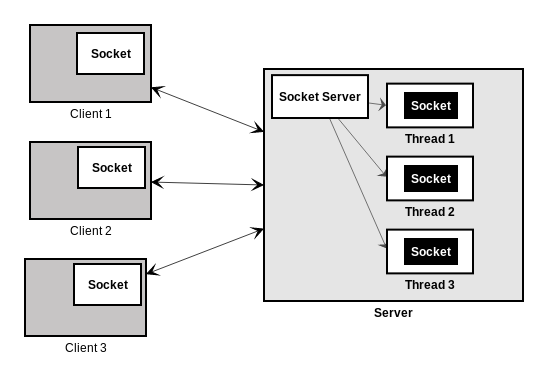 Socket
Client 1
Socket
Client 2
Socket
Client 3
Socket Server
Socket
Thread 1
Socket
Thread 2
Socket
Thread 3
Server